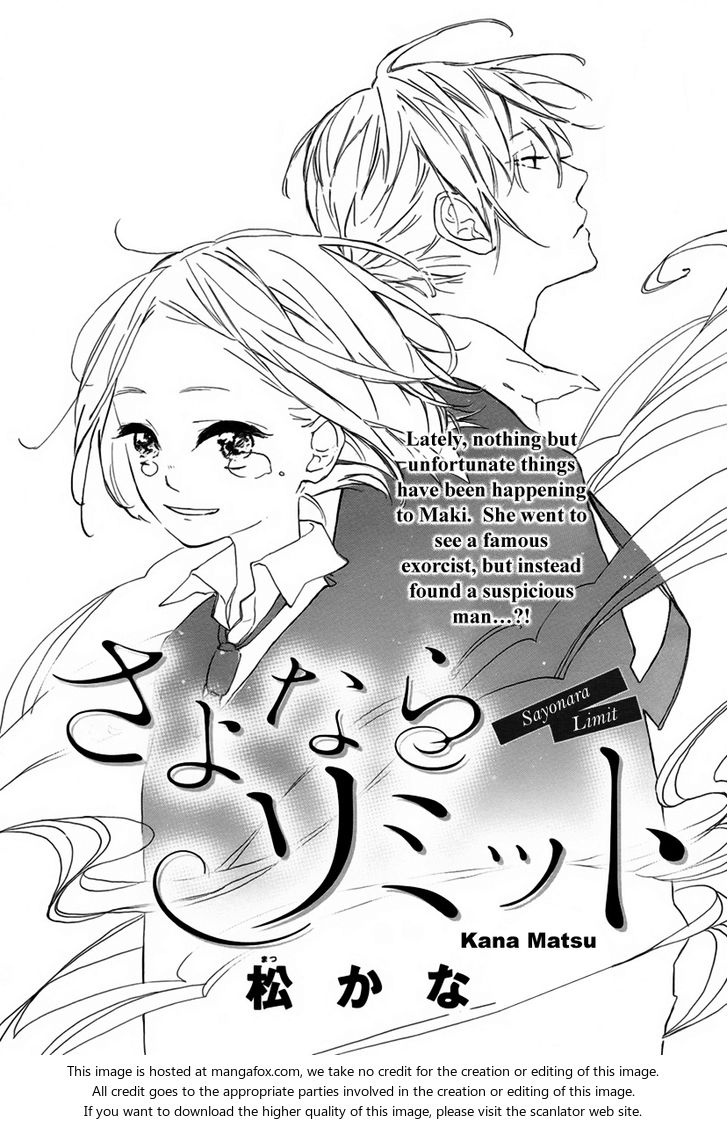 Lately, nothing but
unfortunate things
have been happening
to Maki. She went to
see a famous
exorcist, but instead
found a suspicious
man...?!
さよなら
Sayonara
Limit
リミット
Kana Matsu
まつ
松かな
This image is hosted at mangafox.com, we take no credit for the creation or editing of this image.
All credit goes to the appropriate parties involved in the creation or editing of this image.
If you want to download the higher quality of this image, please visit the scanlator web site.